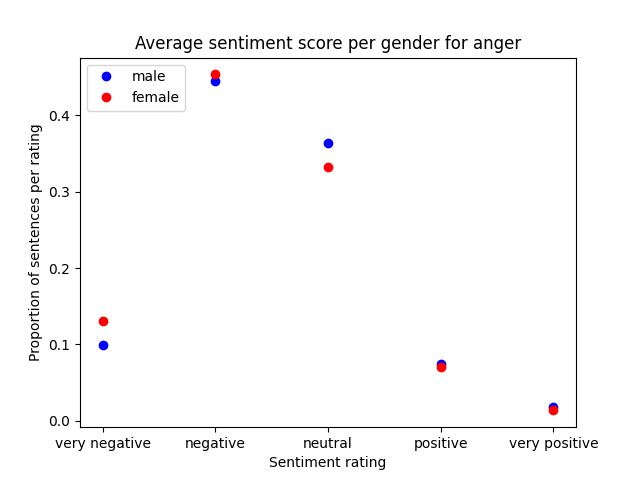 Average sentiment score per gender for anger
male
female
Proportion of sentences per rating
0.4
0.3
0.2
0.1
0.0
very negative
negative
neutral
positive
very positive
Sentiment rating